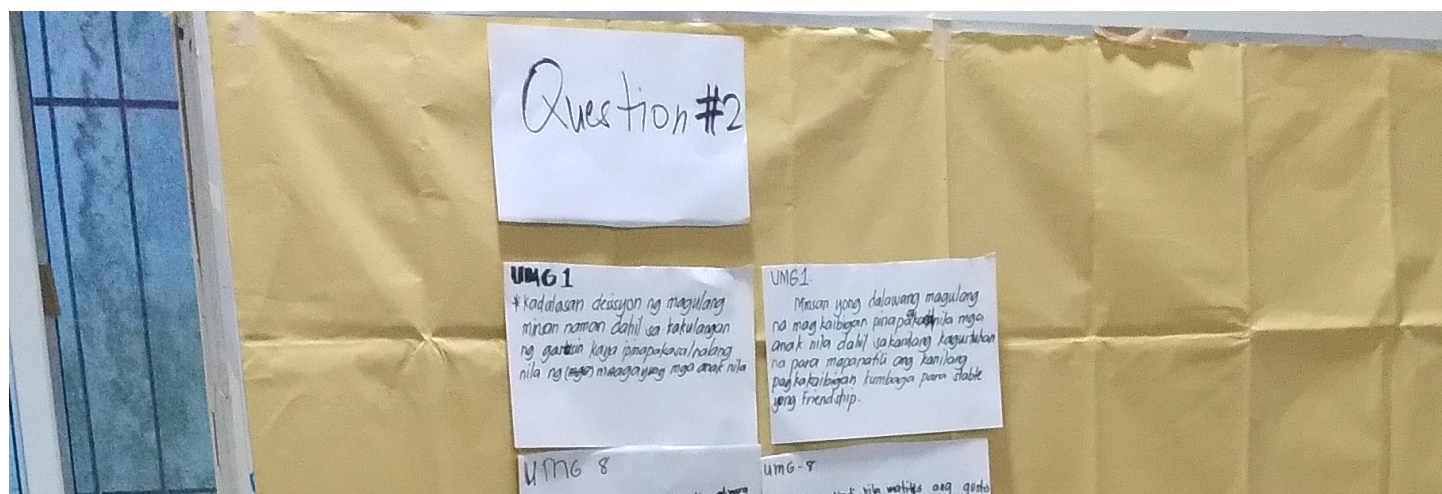 Question #2
UMG 1
*Kadalasan desisyon ng magulang
minsan naman dahil sa kakulangan
ng gastusin kaya ipinapakasal nalang
nila ng maaga yung mga anak nila
UMG1.
Minsan yong dalawang magulang
na magkaibigan pinapakasal nila mga
anak nila dahil sa kanilang kagustuhan
na para mapanatili ang kanilang
pagkakaibigan kumbaga para stable
yong Friendship.
UMG 8
UMG-8
nila ang gusto